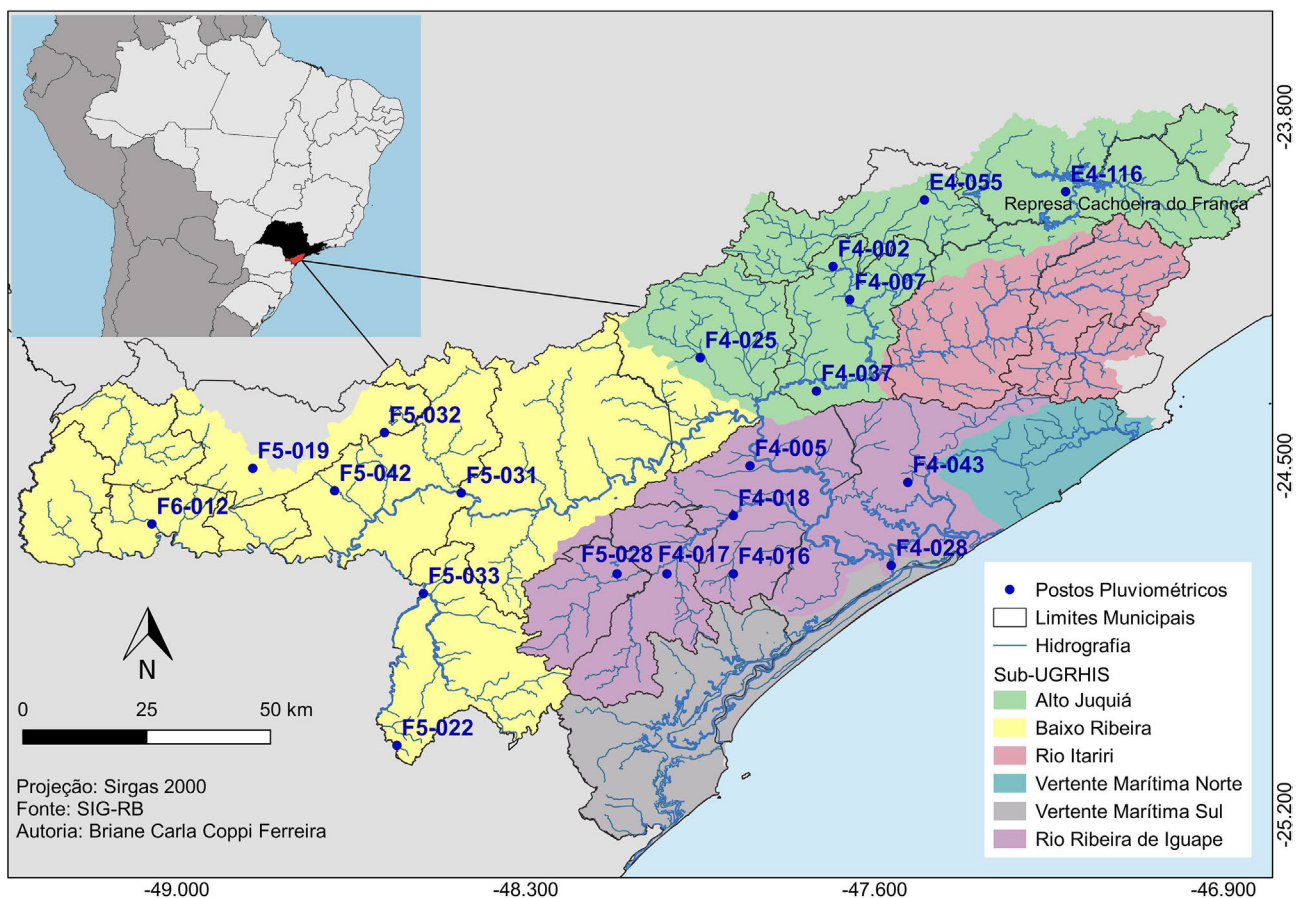 E4-116
E4-055
Represa Cachoeira do França
F4-002
F4-007
F4-025
F4-037
F5-032
F5-019
F5-042
F5-031
F4-005
F4-043
F6-012
F4-018
F5-028
F4-017
F4-016
F4-028
F5-033
F5-022
N
0 25 50 km
Projeção: Sirgas 2000
Fonte: SIG-RB
Autoria: Briane Carla Coppi Ferreira
Postos Pluviométricos
Limites Municipais
Hidrografia
Sub-UGRHIS
Alto Juquiá
Baixo Ribeira
Rio Itariri
Vertente Marítima Norte
Vertente Marítima Sul
Rio Ribeira de Iguape
-23.800
-24.500
-25.200
-49.000 -48.300 -47.600 -46.900